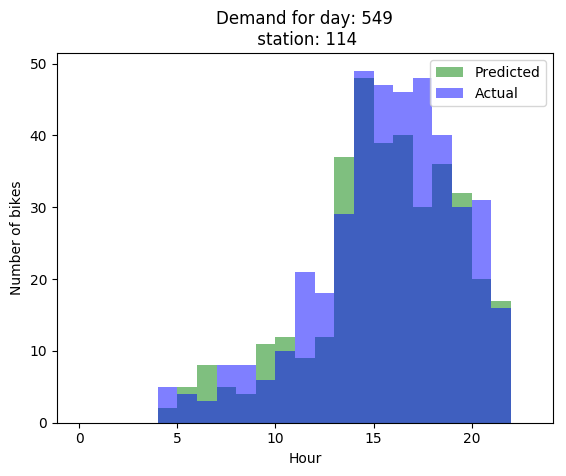 Demand for day: 549
station: 114
Predicted
Actual
Number of bikes
50
40
30
20
10
0
0 5 10 15 20
Hour